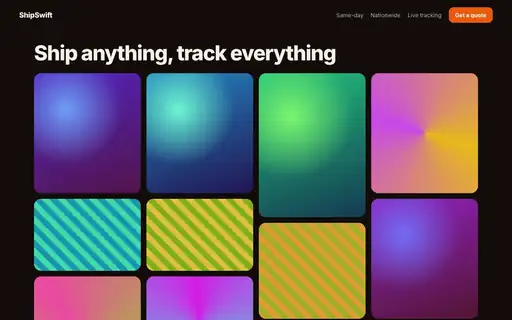 ShipSwift
Same-day Nationwide Live tracking Get a quote
Ship anything, track everything